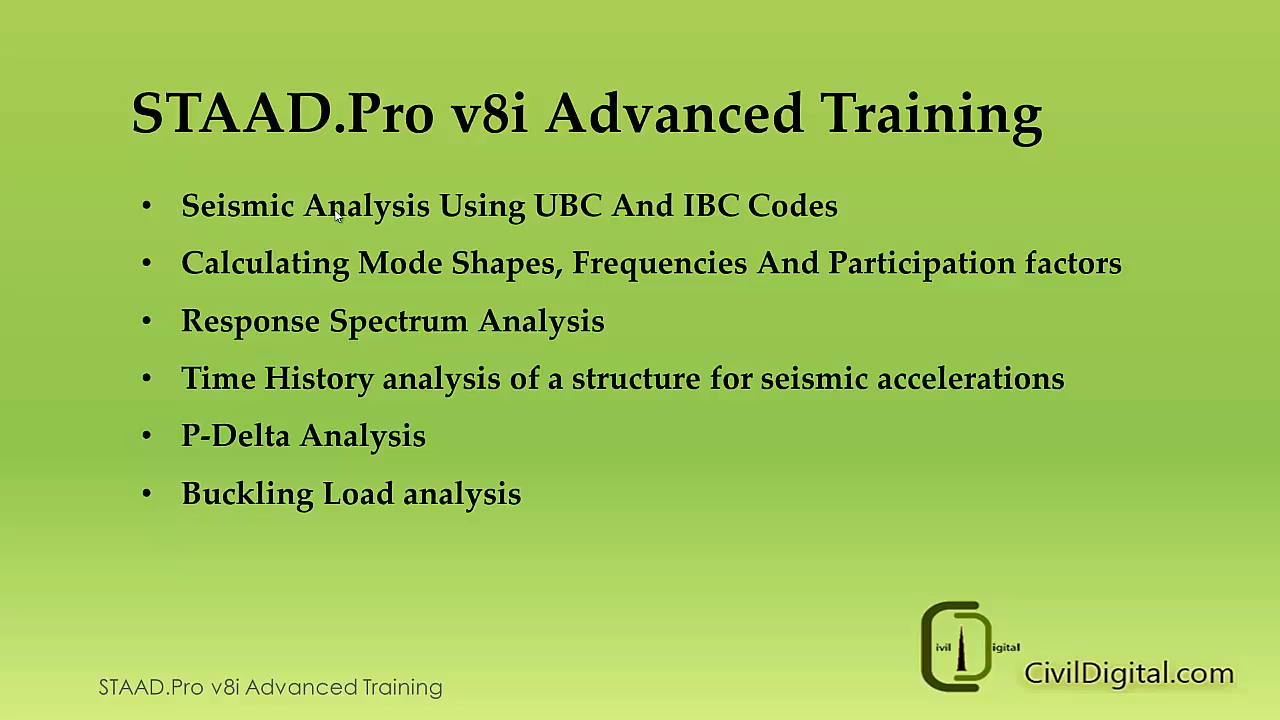 STAAD.Pro v8i Advanced Training
• Seismic Analysis Using UBC And IBC Codes
• Calculating Mode Shapes, Frequencies And Participation factors
• Response Spectrum Analysis
• Time History analysis of a structure for seismic accelerations
• P-Delta Analysis
• Buckling Load analysis
ivil igital
CivilDigital.com
STAAD.Pro v8i Advanced Training